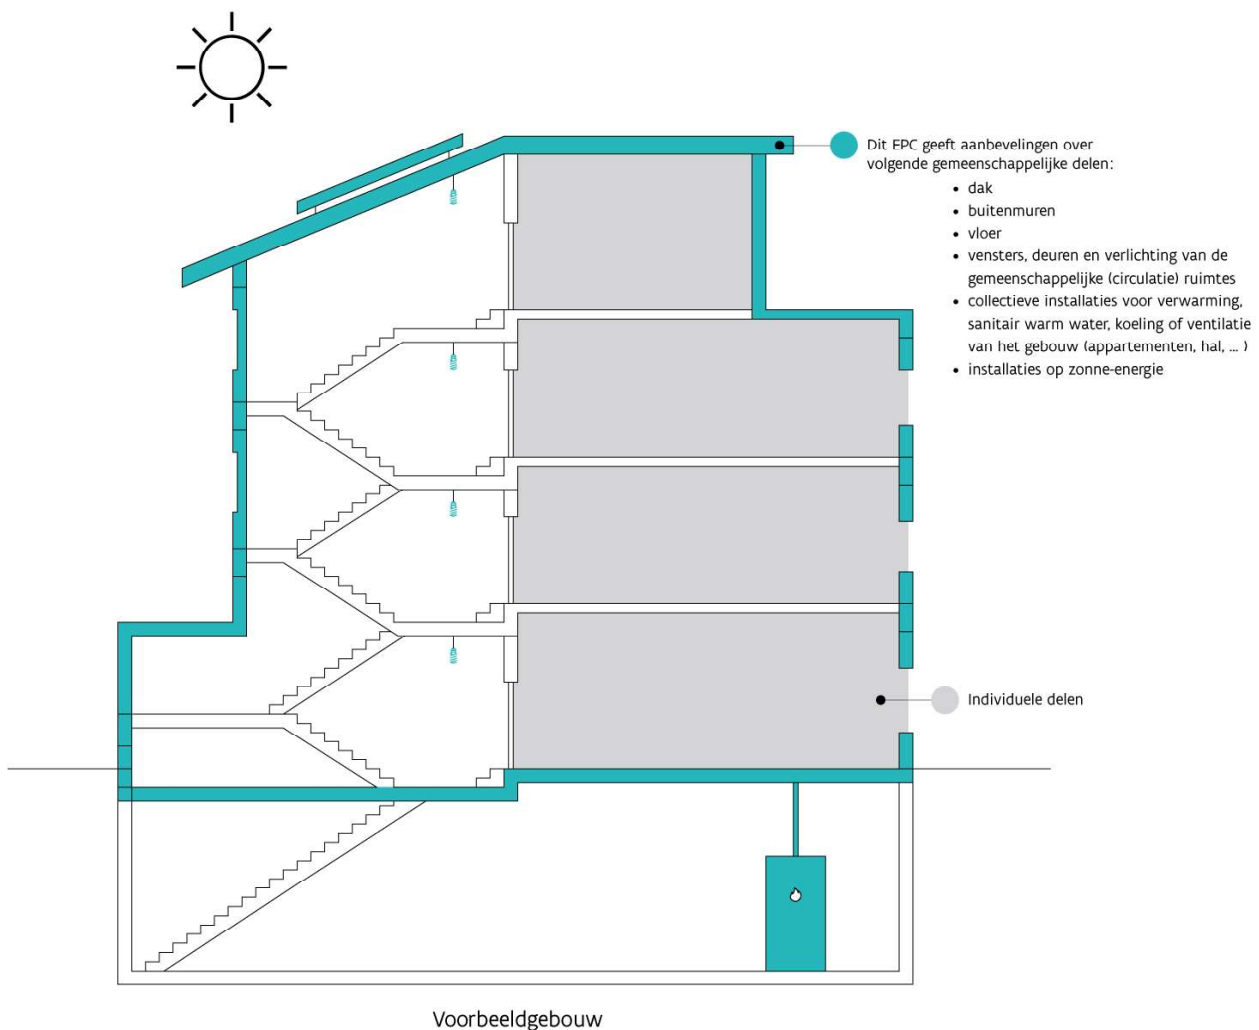 Dit EPC geeft aanbevelingen over
volgende gemeenschappelijke delen:
• dak
• buitenmuren
• vloer
• vensters, deuren en verlichting van de
gemeenschappelijke (circulatie) ruimtes
• collectieve installaties voor verwarming,
sanitair warm water, koeling of ventilatie
van het gebouw (appartementen, hal, ... )
• installaties op zonne-energie
Individuele delen
Voorbeeldgebouw